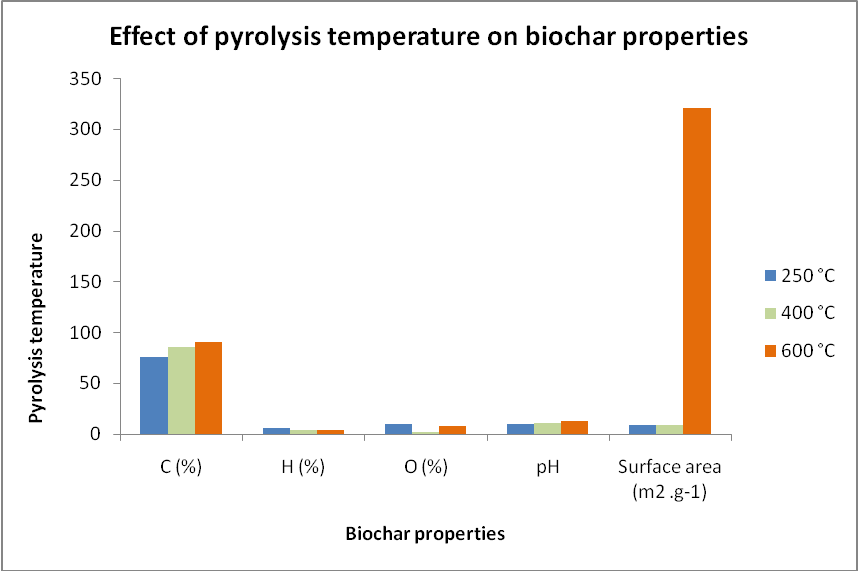 Effect of pyrolysis temperature on biochar properties
350
300
250
200
150
100
50
0
Pyrolysis temperature
C (%)
H (%)
O (%)
pH
Surface area
(m2 .g-1)
Biochar properties
250 °C
400 °C
600 °C